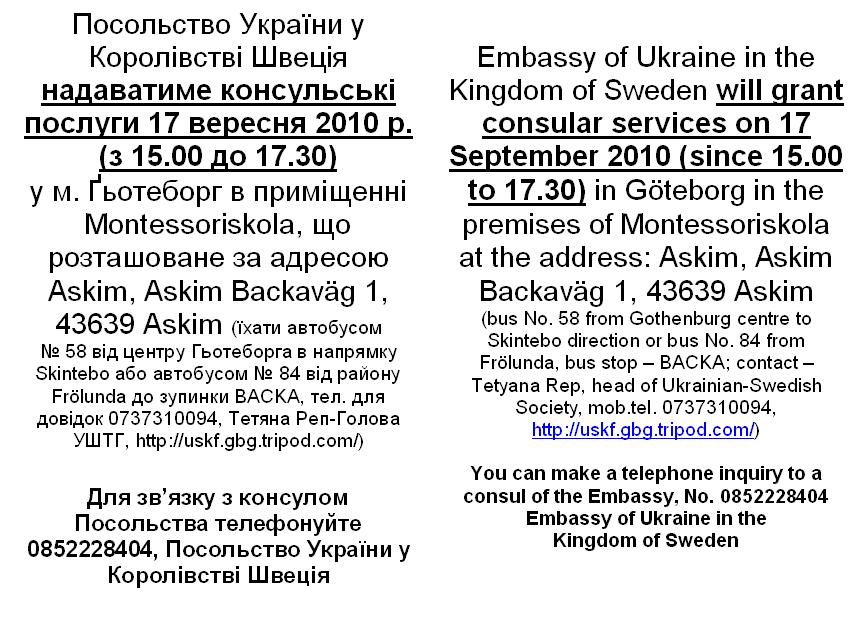 Посольство України у
Королівстві Швеція
надаватиме консульські
послуги 17 вересня 2010 р.
(з 15.00 до 17.30)
у м. Ґьотеборг в приміщенні
Montessoriskola, що
розташоване за адресою
Askim, Askim Backaväg 1,
43639 Askim (їхати автобусом
№ 58 від центру Гьотеборга в напрямку
Skintebo або автобусом № 84 від району
Frölunda до зупинки BACKA, тел. для
довідок 0737310094, Тетяна Реп-Голова
УШТГ, http://uskf.gbg.tripod.com/)
Для зв’язку з консулом
Посольства телефонуйте
0852228404, Посольство України у
Королівстві Швеція
Embassy of Ukraine in the
Kingdom of Sweden will grant
consular services on 17
September 2010 (since 15.00
to 17.30) in Göteborg in the
premises of Montessoriskola
at the address: Askim, Askim
Backaväg 1, 43639 Askim
(bus No. 58 from Gothenburg centre to
Skintebo direction or bus No. 84 from
Frölunda, bus stop – BACKA; contact –
Tetyana Rep, head of Ukrainian-Swedish
Society, mob.tel. 0737310094,
http://uskf.gbg.tripod.com/)
You can make a telephone inquiry to a
consul of the Embassy, No. 0852228404
Embassy of Ukraine in the
Kingdom of Sweden